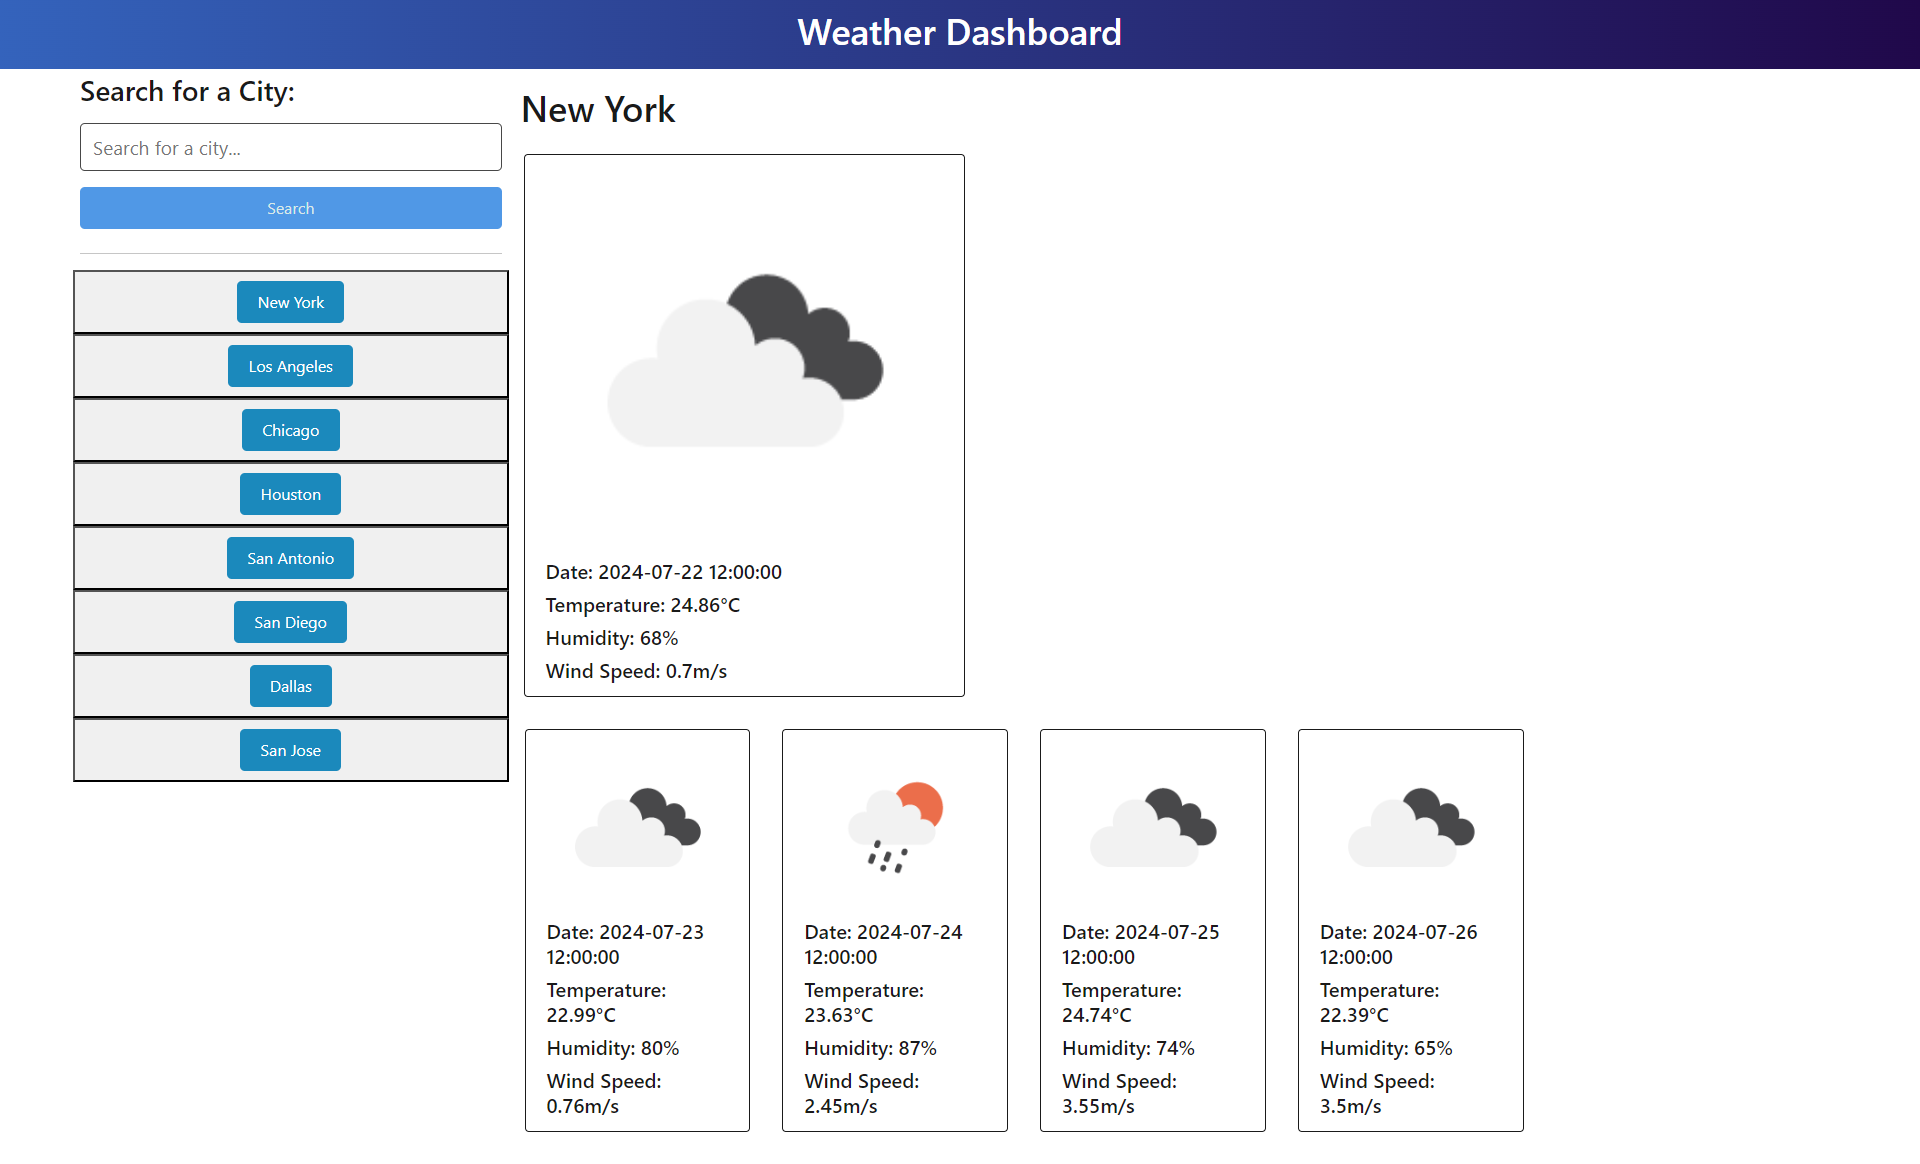 Weather Dashboard
Search for a City:
Search for a city...
Search
New York
Los Angeles
Chicago
Houston
San Antonio
San Diego
Dallas
San Jose
New York
Date: 2024-07-22 12:00:00
Temperature: 24.86°C
Humidity: 68%
Wind Speed: 0.7m/s
Date: 2024-07-23
12:00:00
Temperature:
22.99°C
Humidity: 80%
Wind Speed:
0.76m/s
Date: 2024-07-24
12:00:00
Temperature:
23.63°C
Humidity: 87%
Wind Speed:
2.45m/s
Date: 2024-07-25
12:00:00
Temperature:
24.74°C
Humidity: 74%
Wind Speed:
3.55m/s
Date: 2024-07-26
12:00:00
Temperature:
22.39°C
Humidity: 65%
Wind Speed:
3.5m/s